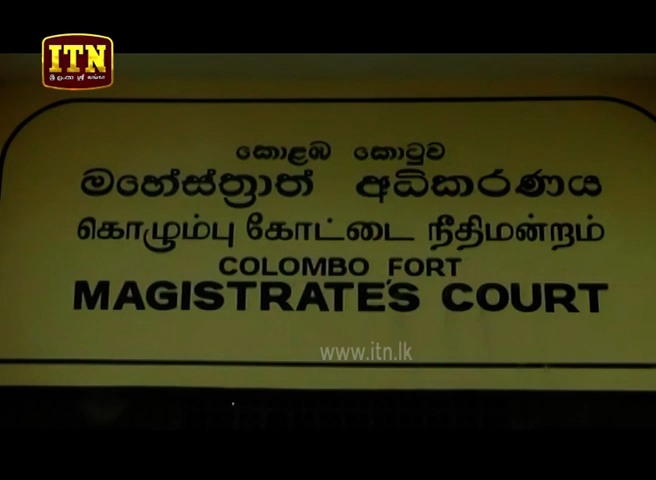 ITN
කොළඹ කොටුව
මහේස්ත්‍රාත් අධිකරණය
கொழும்பு கோட்டை நீதிமன்றம்
COLOMBO FORT
MAGISTRATE'S COURT
www.itn.lk